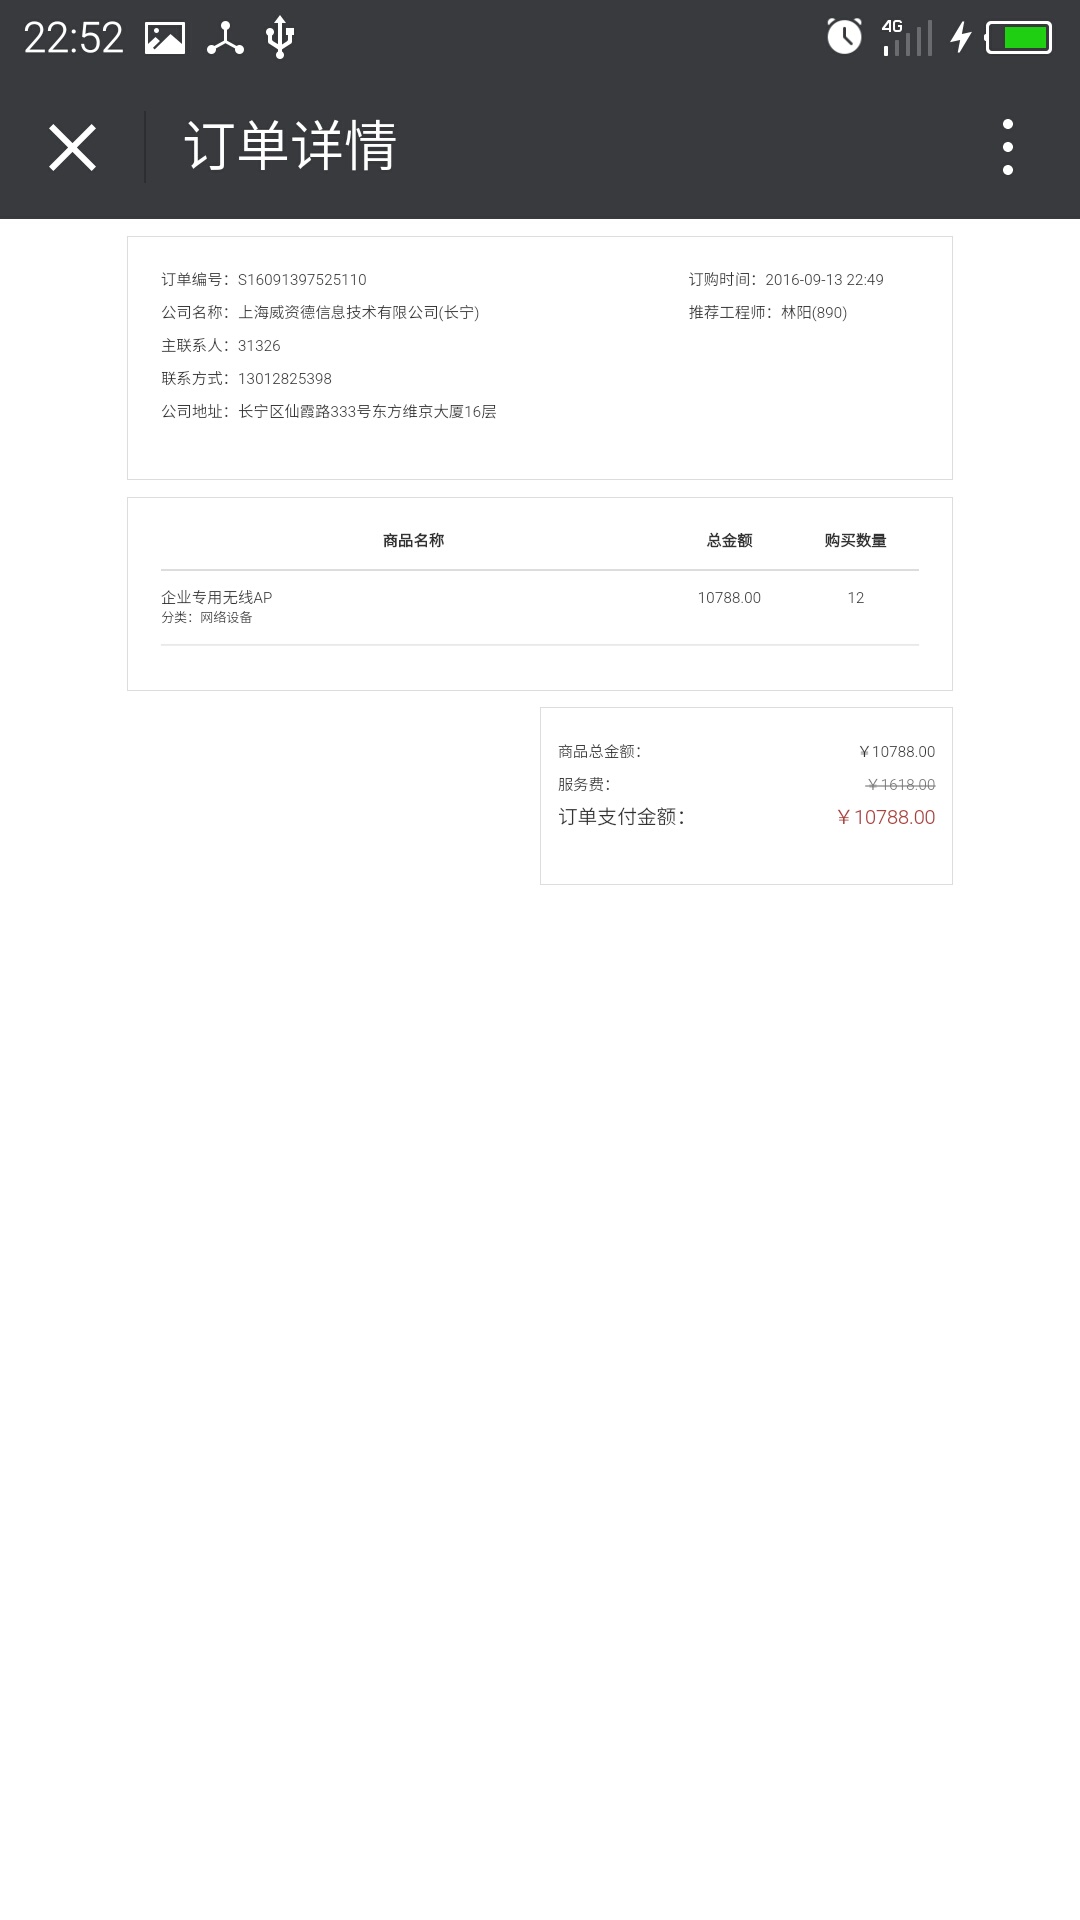 22:52
4G
订单详情
订单编号：S16091397525110 订购时间：2016-09-13 22:49
公司名称：上海威资德信息技术有限公司(长宁) 推荐工程师：林阳(890)
主联系人：31326
联系方式：13012825398
公司地址：长宁区仙霞路333号东方维京大厦16层
商品名称 总金额 购买数量
企业专用无线AP 10788.00 12
分类：网络设备
商品总金额： ￥10788.00
服务费： ￥1618.00
订单支付金额： ￥10788.00